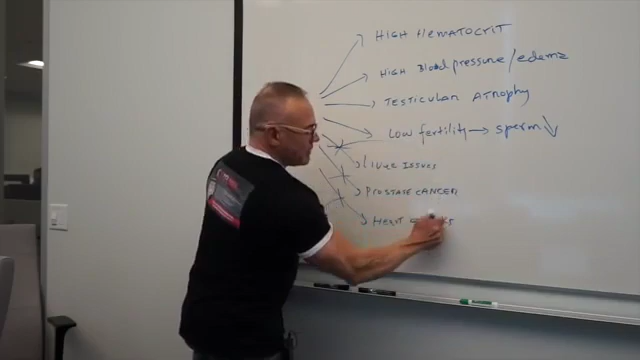 HIGH HEMATOCRIT
HIGH Blood pressure/edema
TESTICULAR ATROPHY
Low fertility → sperm ↓
LIVER ISSUES
PROSTATE CANCER
HEART